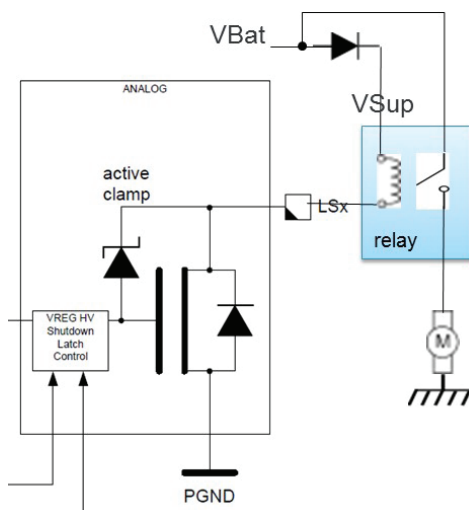 VBat
ANALOG
VSup
active
clamp
LSx
relay
VREG HV
Shutdown
Latch
Control
M
PGND